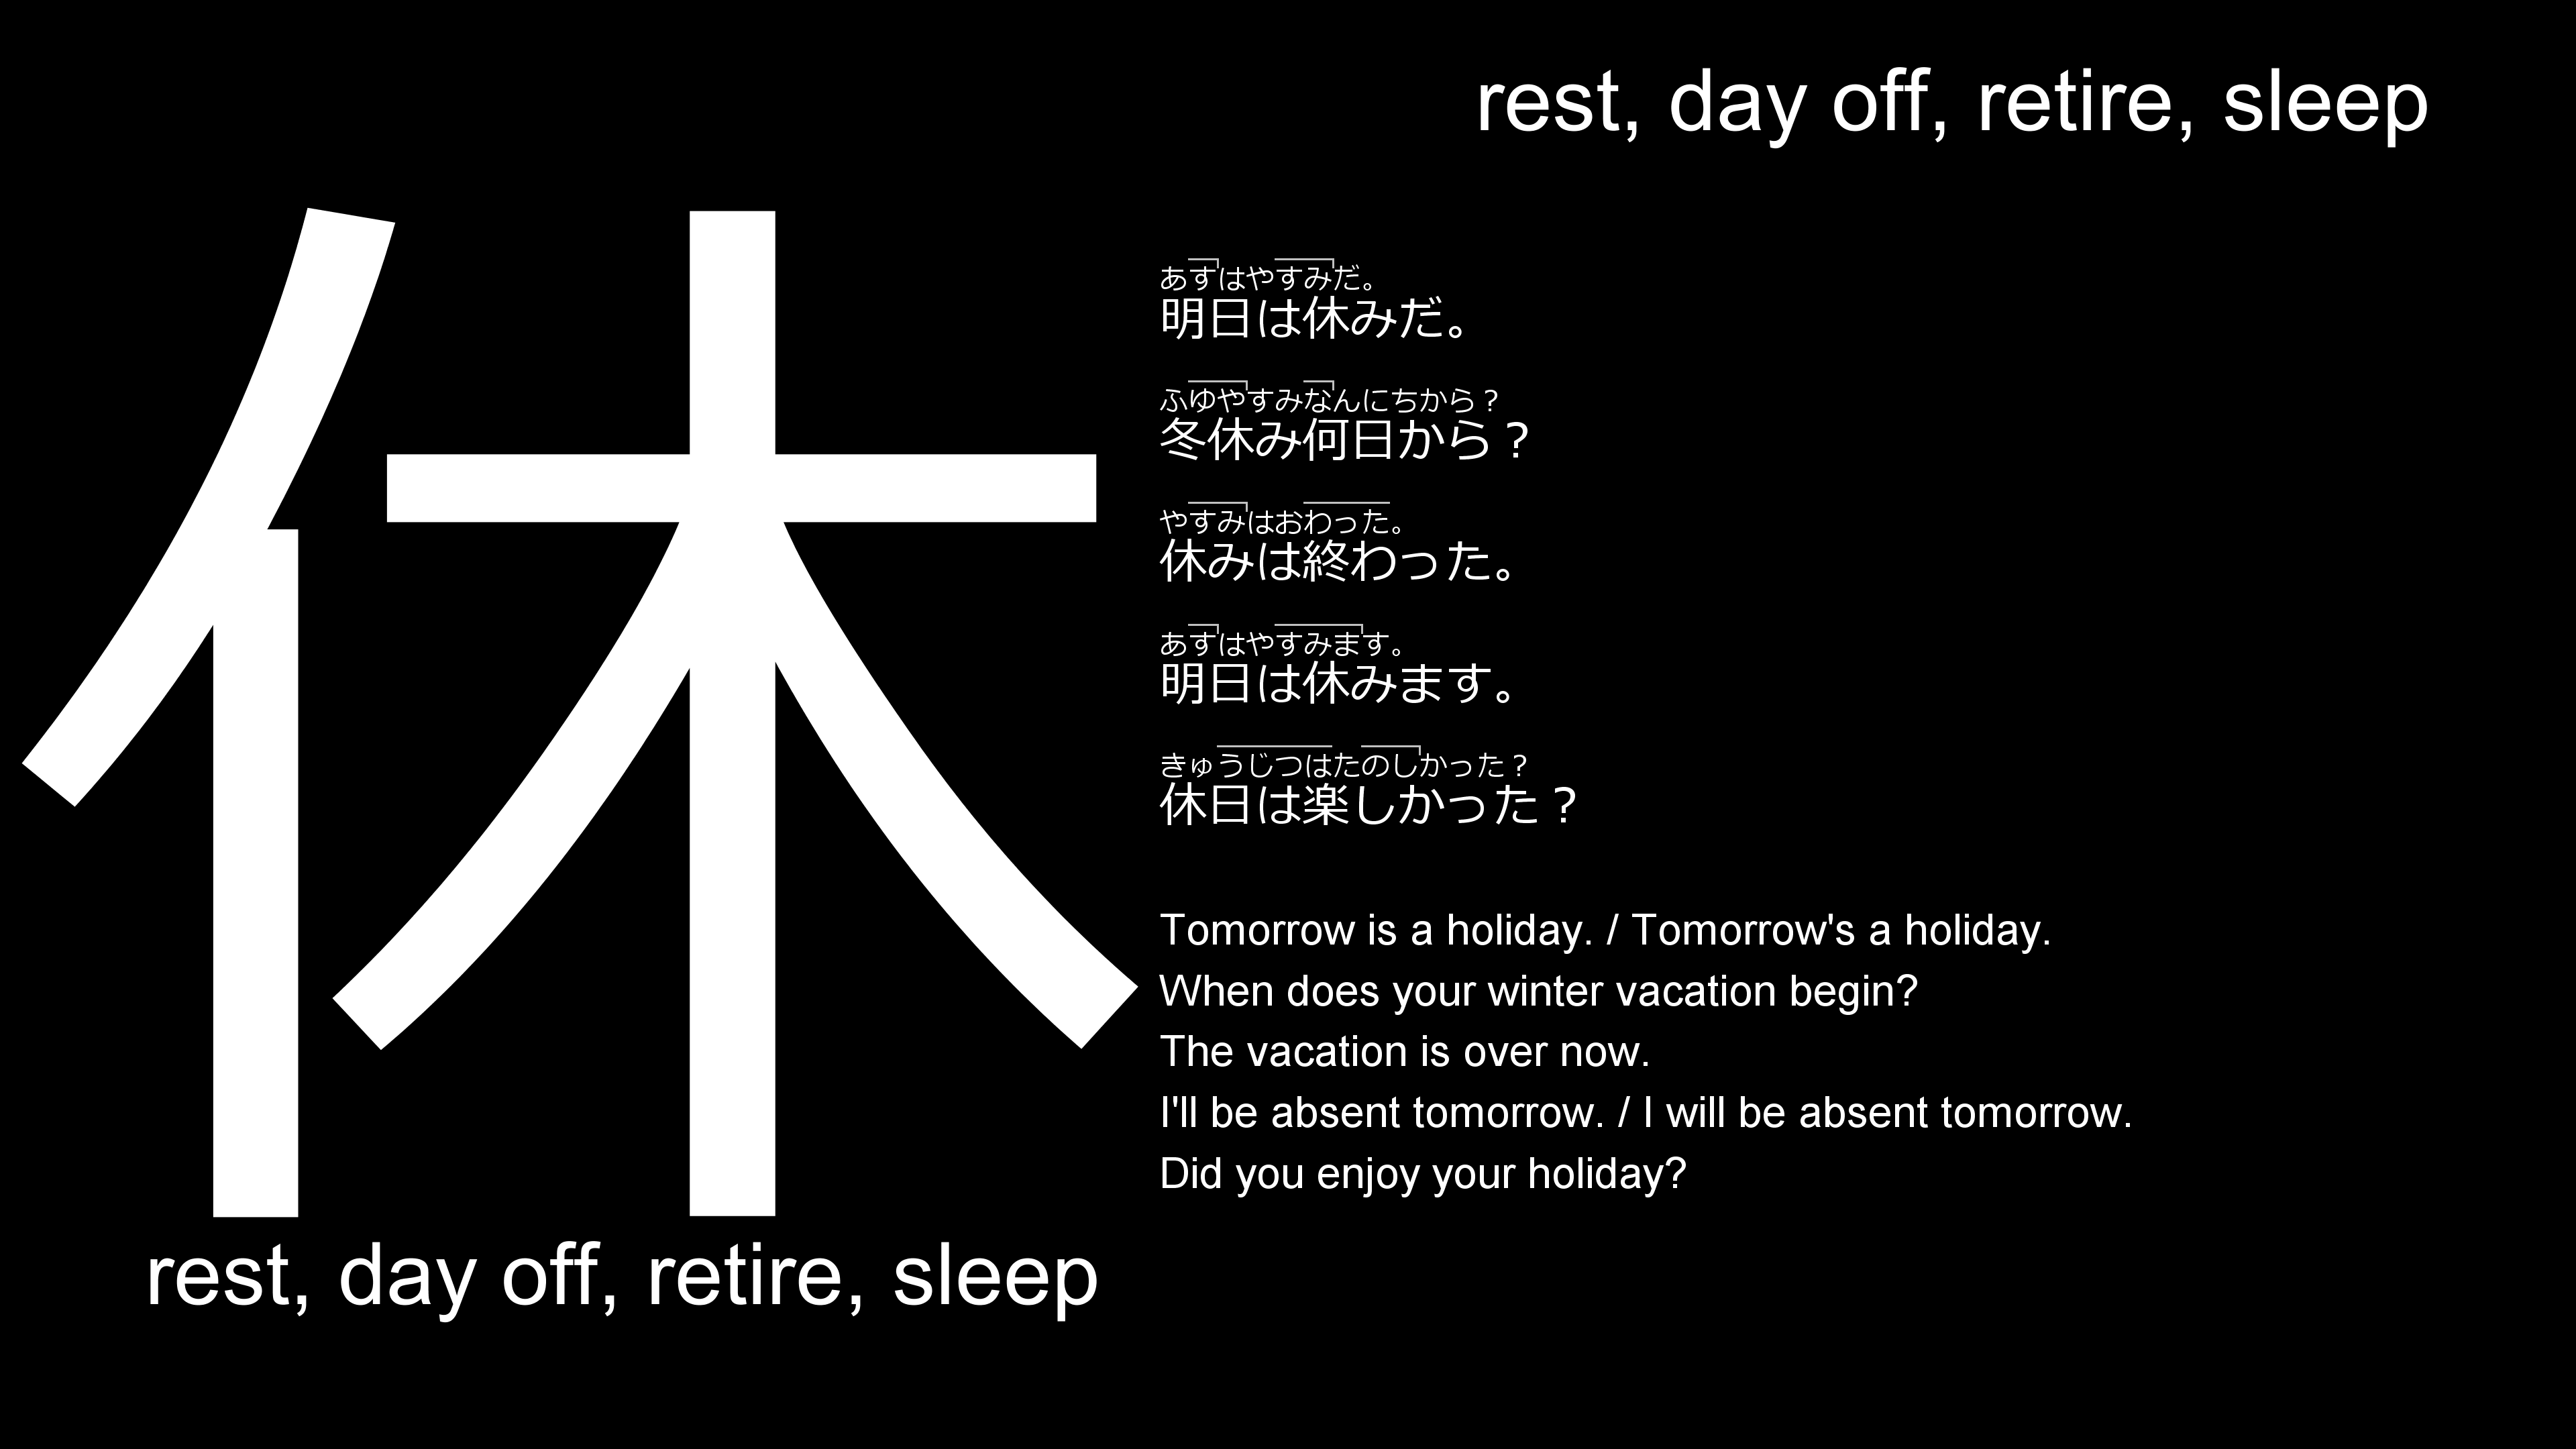 rest, day off, retire, sleep
休
あすはやすみだ。
明日は休みだ。
ふゆやすみなんにちから？
冬休み何日から？
やすみはおわった。
休みは終わった。
あすはやすみます。
明日は休みます。
きゅうじつはたのしかった？
休日は楽しかった？
Tomorrow is a holiday. / Tomorrow's a holiday.
When does your winter vacation begin?
The vacation is over now.
I'll be absent tomorrow. / I will be absent tomorrow.
Did you enjoy your holiday?
rest, day off, retire, sleep